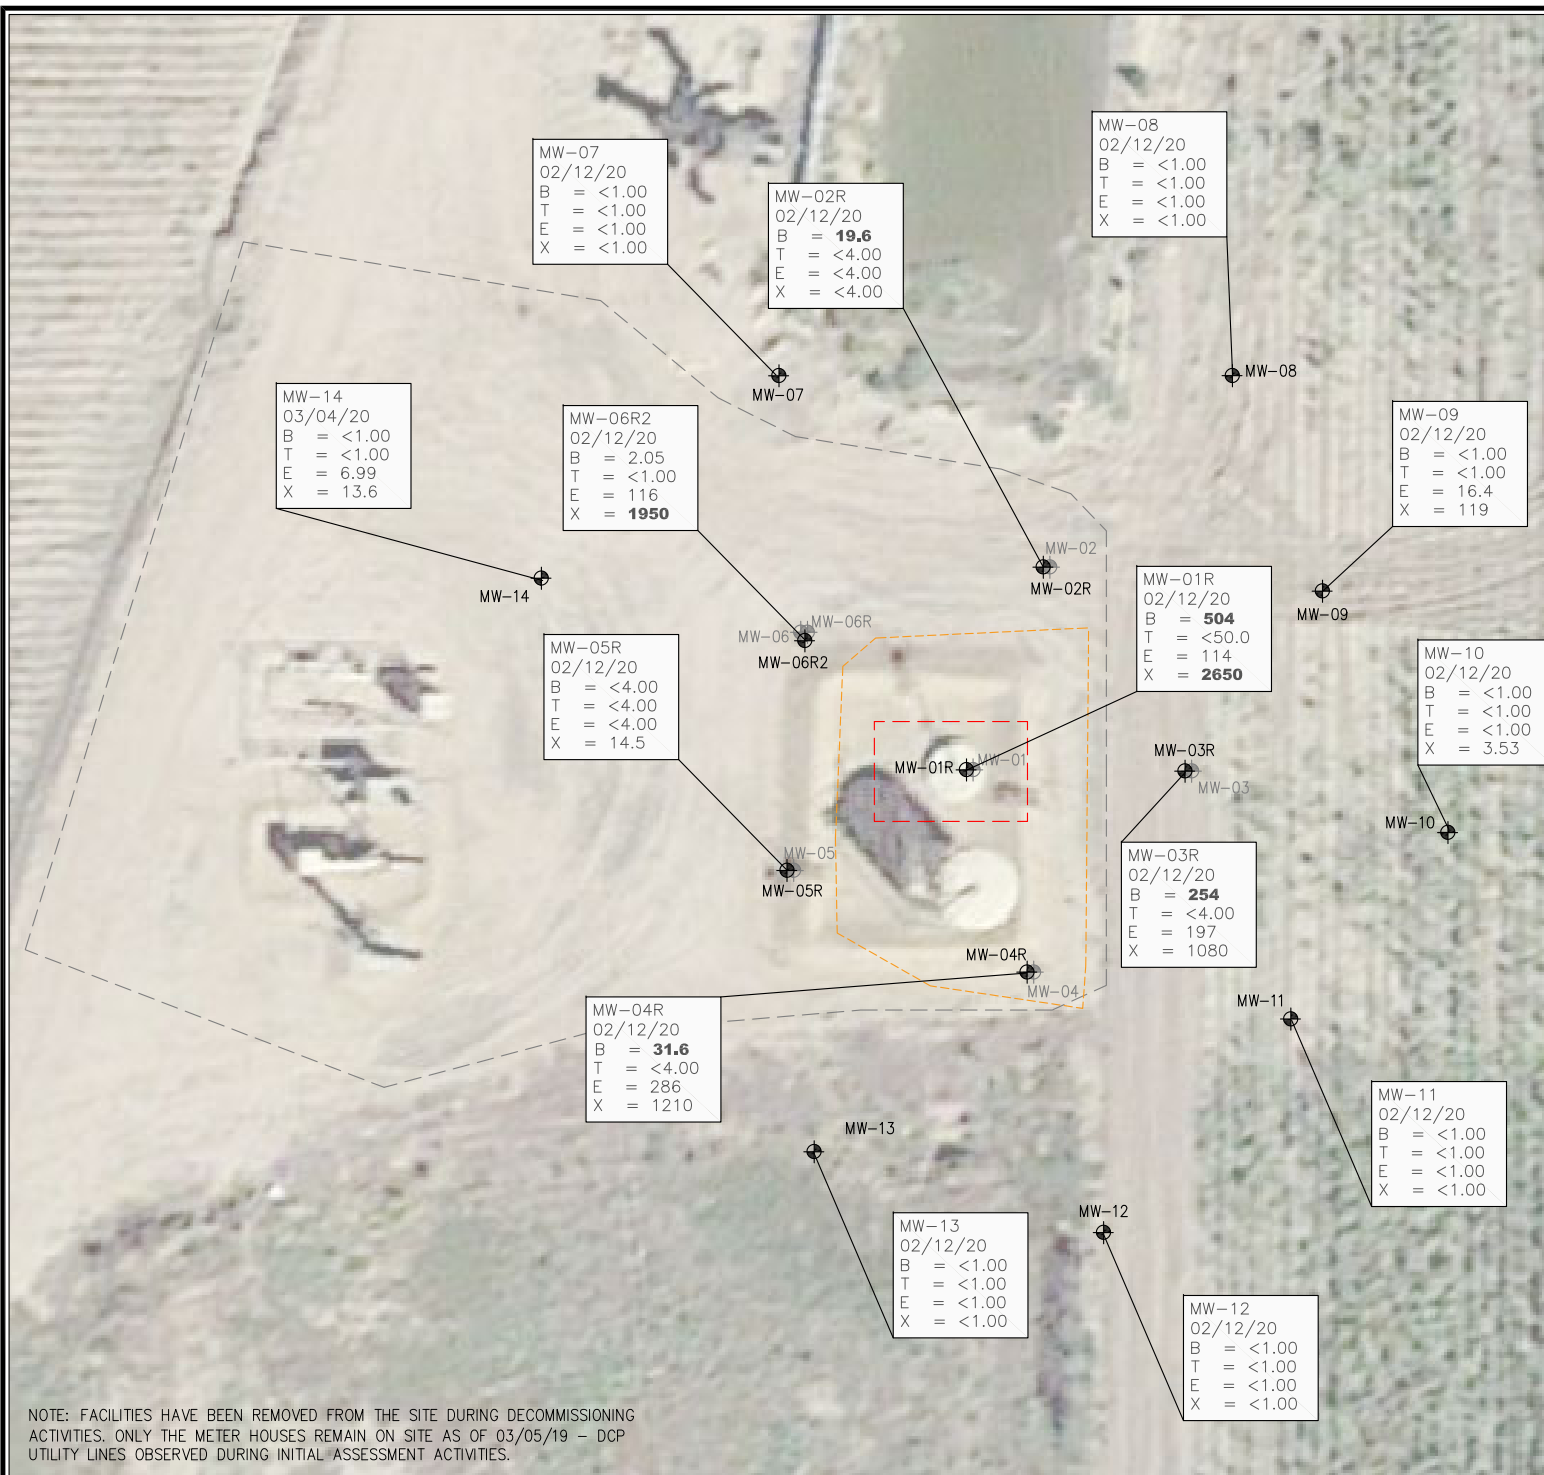 MW-08
02/12/20
B = <1.00
T = <1.00
E = <1.00
X = <1.00
MW-07
02/12/20
B = <1.00
T = <1.00
E = <1.00
X = <1.00
MW-02R
02/12/20
B = 19.6
T = <4.00
E = <4.00
X = <4.00
MW-08
MW-07
MW-14
03/04/20
B = <1.00
T = <1.00
E = 6.99
X = 13.6
MW-06R2
02/12/20
B = 2.05
T = <1.00
E = 116
X = 1950
MW-09
02/12/20
B = <1.00
T = <1.00
E = 16.4
X = 119
MW-02
MW-02R
MW-14
MW-09
MW-01R
02/12/20
B = 504
T = <50.0
E = 114
X = 2650
MW-06R
MW-06
MW-06R2
MW-05R
02/12/20
B = <4.00
T = <4.00
E = <4.00
X = 14.5
MW-10
02/12/20
B = <1.00
T = <1.00
E = <1.00
X = 3.53
MW-03R
MW-01R
MW-01
MW-03
MW-10
MW-05
MW-05R
MW-03R
02/12/20
B = 254
T = <4.00
E = 197
X = 1080
MW-04R
MW-04
MW-11
MW-04R
02/12/20
B = 31.6
T = <4.00
E = 286
X = 1210
MW-11
02/12/20
B = <1.00
T = <1.00
E = <1.00
X = <1.00
MW-13
MW-12
MW-13
02/12/20
B = <1.00
T = <1.00
E = <1.00
X = <1.00
MW-12
02/12/20
B = <1.00
T = <1.00
E = <1.00
X = <1.00
NOTE: FACILITIES HAVE BEEN REMOVED FROM THE SITE DURING DECOMMISSIONING
ACTIVITIES. ONLY THE METER HOUSES REMAIN ON SITE AS OF 03/05/19 - DCP
UTILITY LINES OBSERVED DURING INITIAL ASSESSMENT ACTIVITIES.